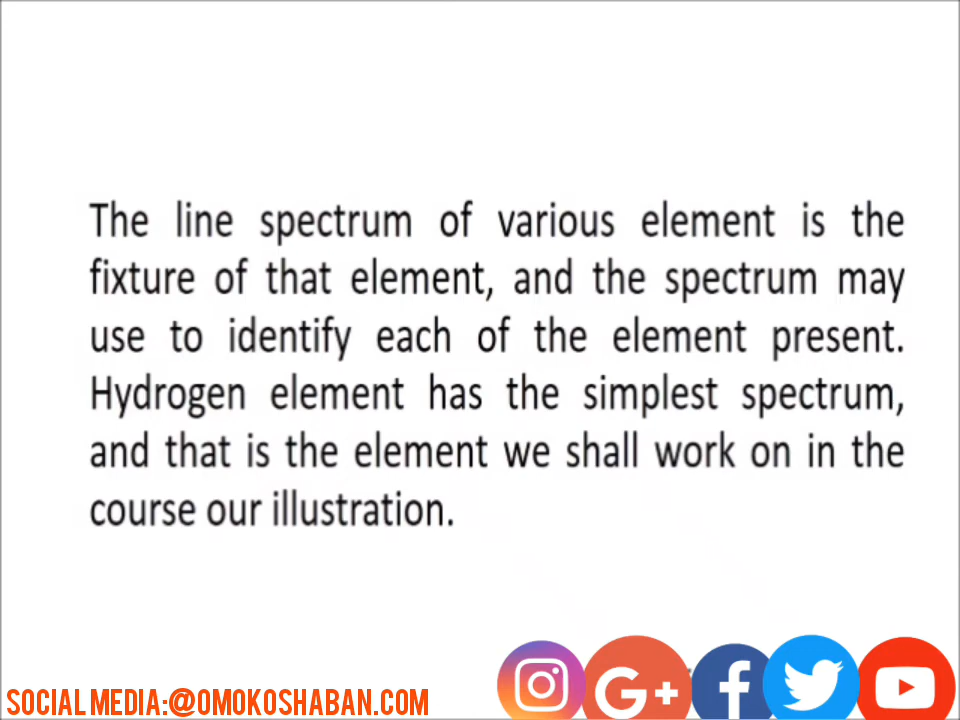 The line spectrum of various element is the
fixture of that element, and the spectrum may
use to identify each of the element present.
Hydrogen element has the simplest spectrum,
and that is the element we shall work on in the
course our illustration.
SOCIAL MEDIA:@OMOKOSHABAN.COM
G+
f